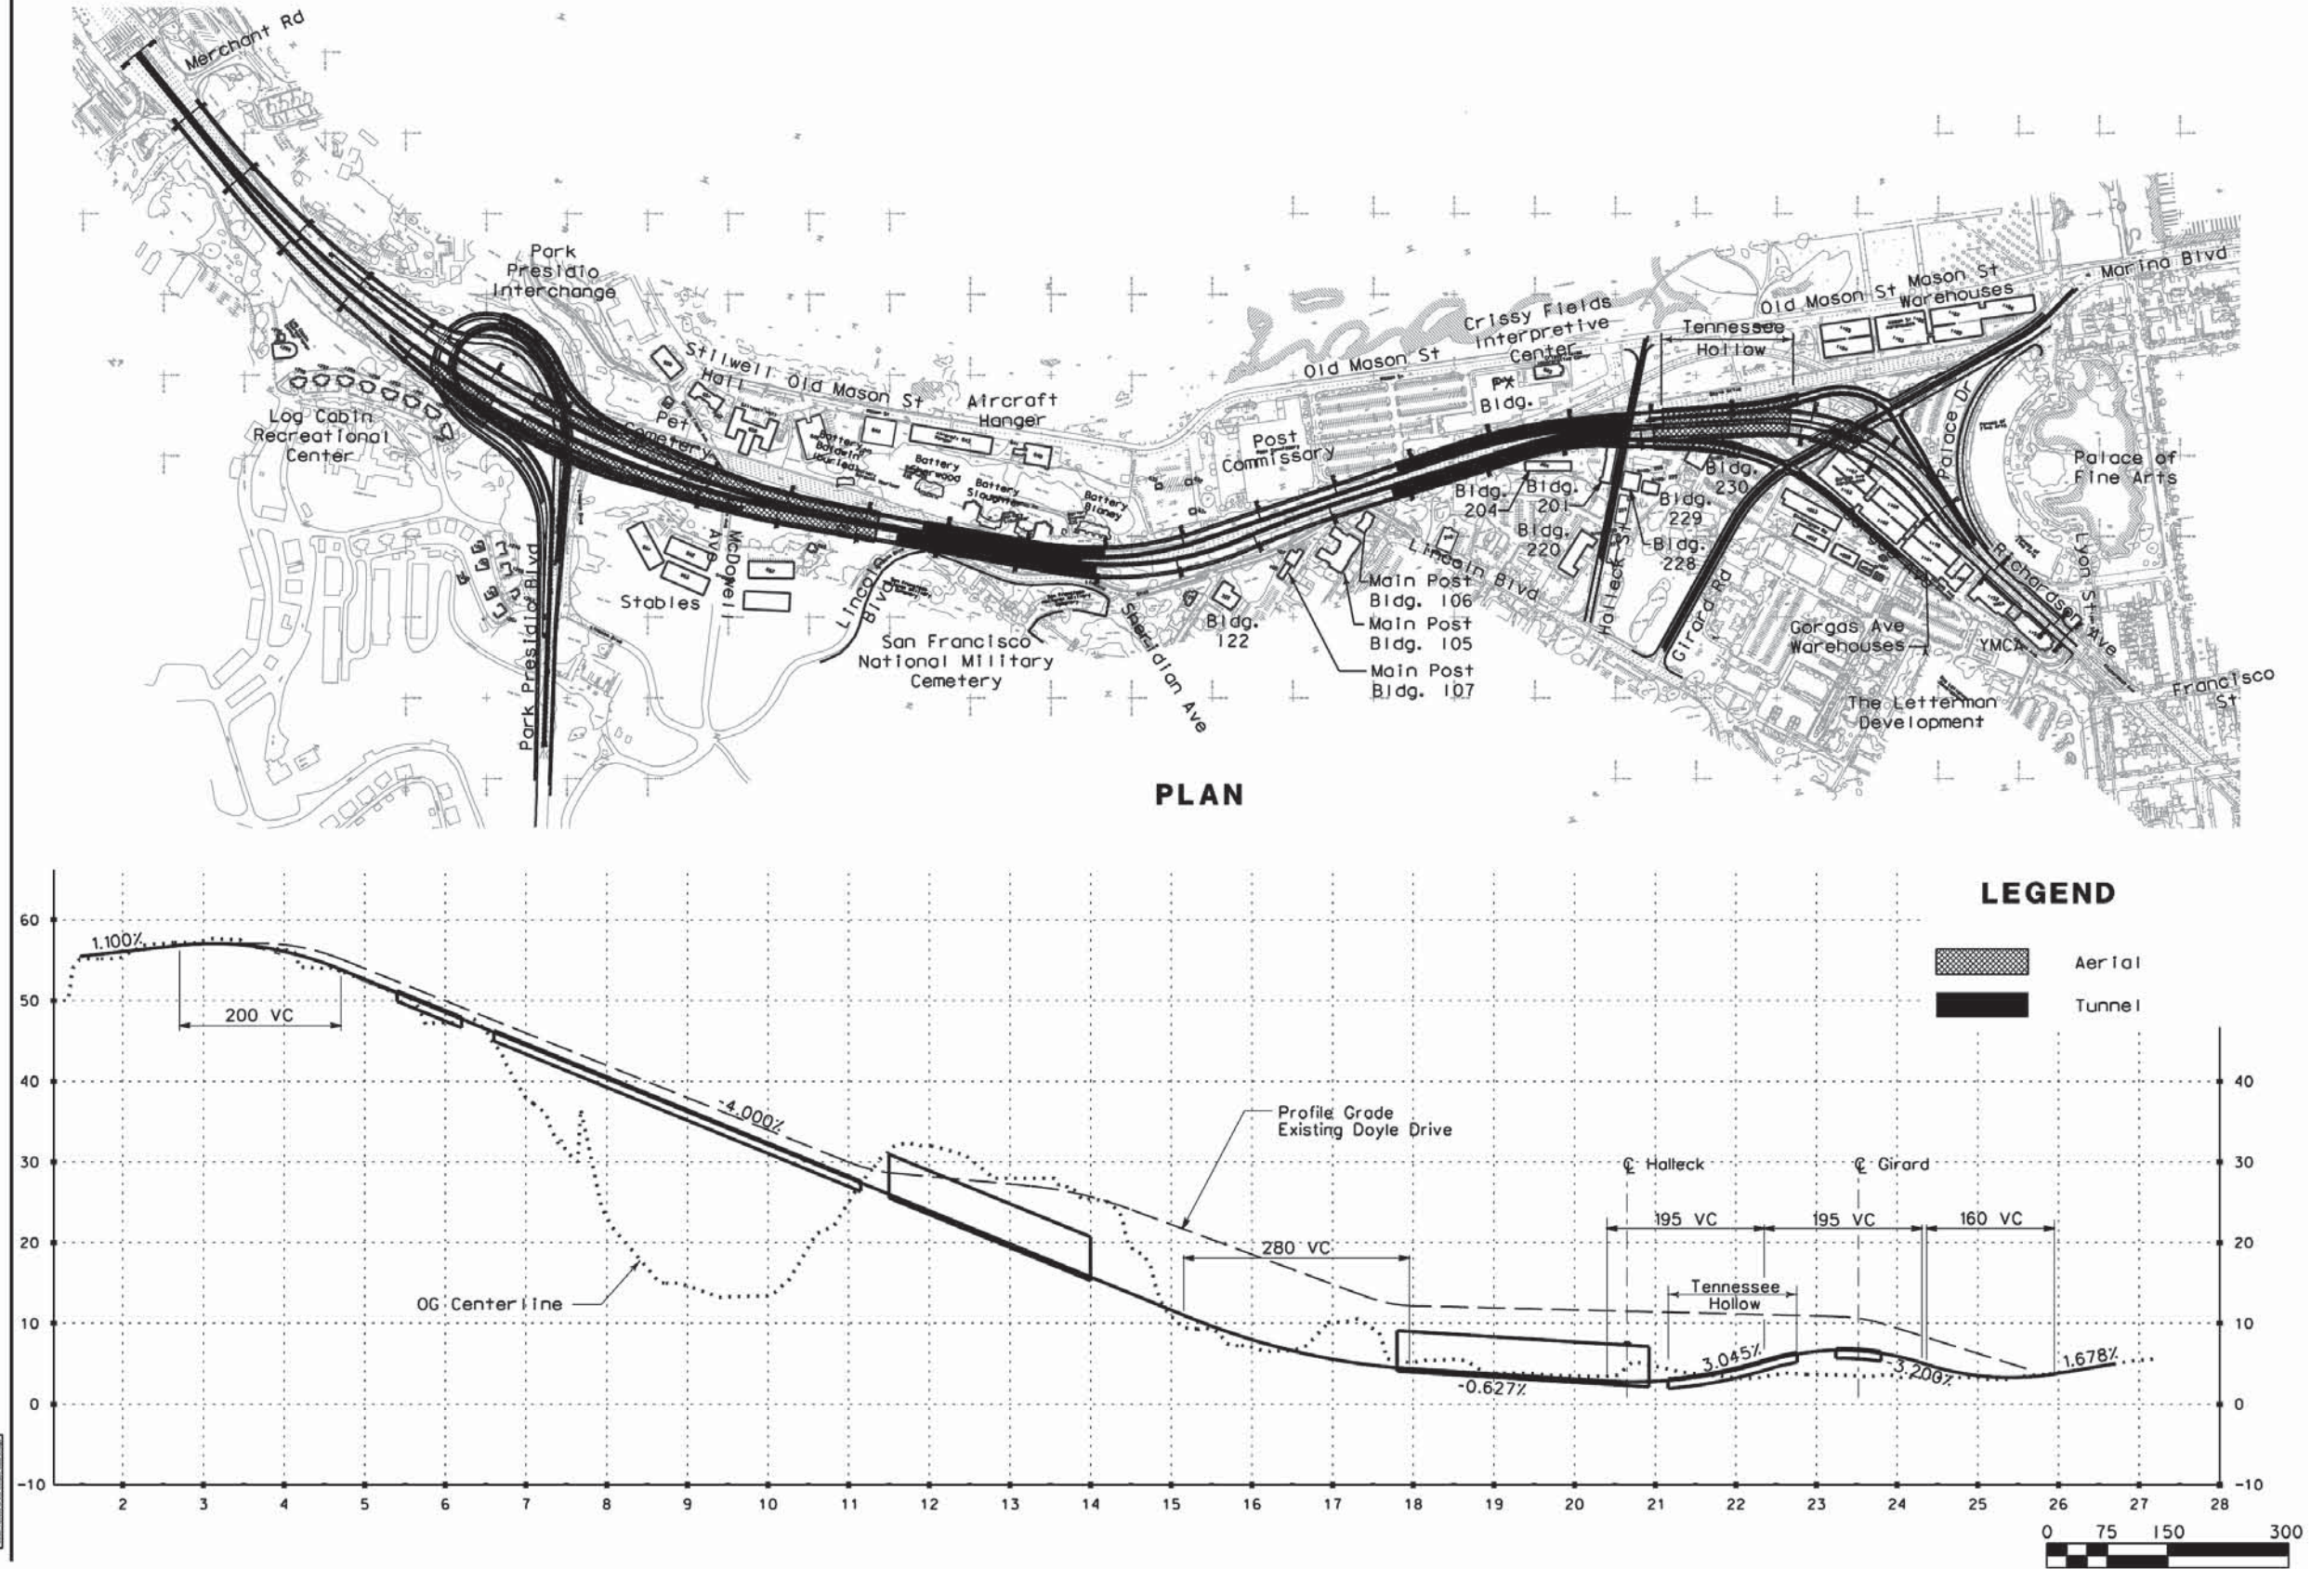 Merchant Rd
Park
Presidio
Interchange
Log Cabin
Recreational
Center
Park Presidio Blvd
Stilwell
Hall
Old Mason St
Pet
Cemetery
Aircraft
Hanger
Battery
Baldwin
Battery
Sherwood
Battery
Slaughter
Battery
Blaney
Stables
McDowell
Ave
Lincoln
Blvd
San Francisco
National Military
Cemetery
Sheridian Ave
Bldg.
122
Post
Commissary
Old Mason St
Crissy Fields
Interpretive
Center
PX
Bldg.
Tennessee
Hollow
Old Mason St
Mason St
Warehouses
Marina Blvd
Palace Dr
Palace of
Fine Arts
Bldg.
204
Bldg.
201
Bldg.
220
Bldg.
230
Bldg.
229
Bldg.
228
Lincoln Blvd
Halleck St
Girard Rd
Main Post
Bldg. 106
Main Post
Bldg. 105
Main Post
Bldg. 107
Gorgas Ave
Warehouses
YMCA
Richardson Ave
Lyon St
Francisco
St
The Letterman
Development
PLAN
LEGEND
Aerial
Tunnel
60
50
40
30
20
10
0
-10
1.100%
200 VC
-4.000%
OG Centerline
Profile Grade
Existing Doyle Drive
280 VC
-0.627%
℄ Halleck
℄ Girard
195 VC
195 VC
160 VC
Tennessee
Hollow
3.045%
-3.200%
1.678%
40
30
20
10
0
-10
2 3 4 5 6 7 8 9 10 11 12 13 14 15 16 17 18 19 20 21 22 23 24 25 26 27 28
0 75 150 300